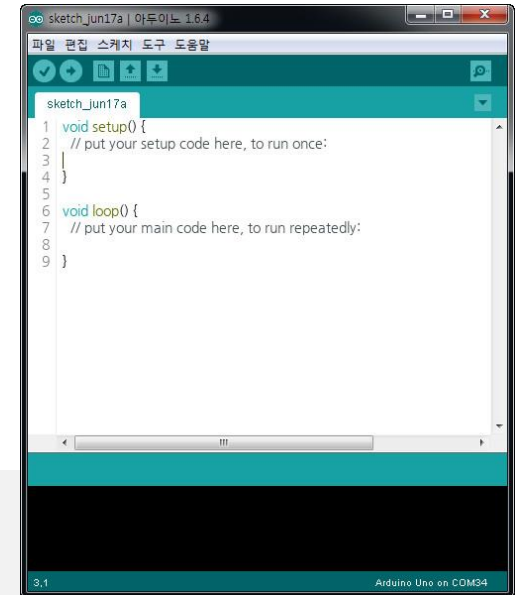 sketch_jun17a | 아두이노 1.6.4
파일 편집 스케치 도구 도움말
sketch_jun17a
1 void setup() {
2 // put your setup code here, to run once:
3
4 }
5
6 void loop() {
7 // put your main code here, to run repeatedly:
8
9 }
3,1 Arduino Uno on COM34